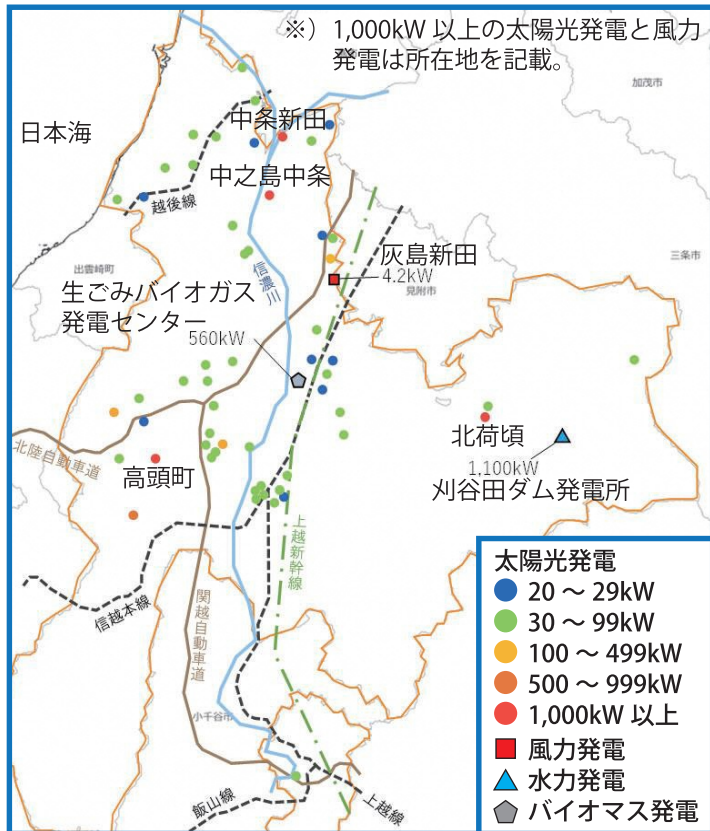 ※）1,000kW 以上の太陽光発電と風力
発電は所在地を記載。
加茂市
日本海
中条新田
中之島中条
越後線
灰島新田
4.2kW
三条市
見附市
出雲崎町
信濃川
生ごみバイオガス
発電センター
560kW
北陸自動車道
高頭町
北荷頃
1,100kW
刈谷田ダム発電所
上越新幹線
信越本線
関越自動車道
小千谷市
飯山線
上越線
太陽光発電
20 ～ 29kW
30 ～ 99kW
100 ～ 499kW
500 ～ 999kW
1,000kW 以上
風力発電
水力発電
バイオマス発電